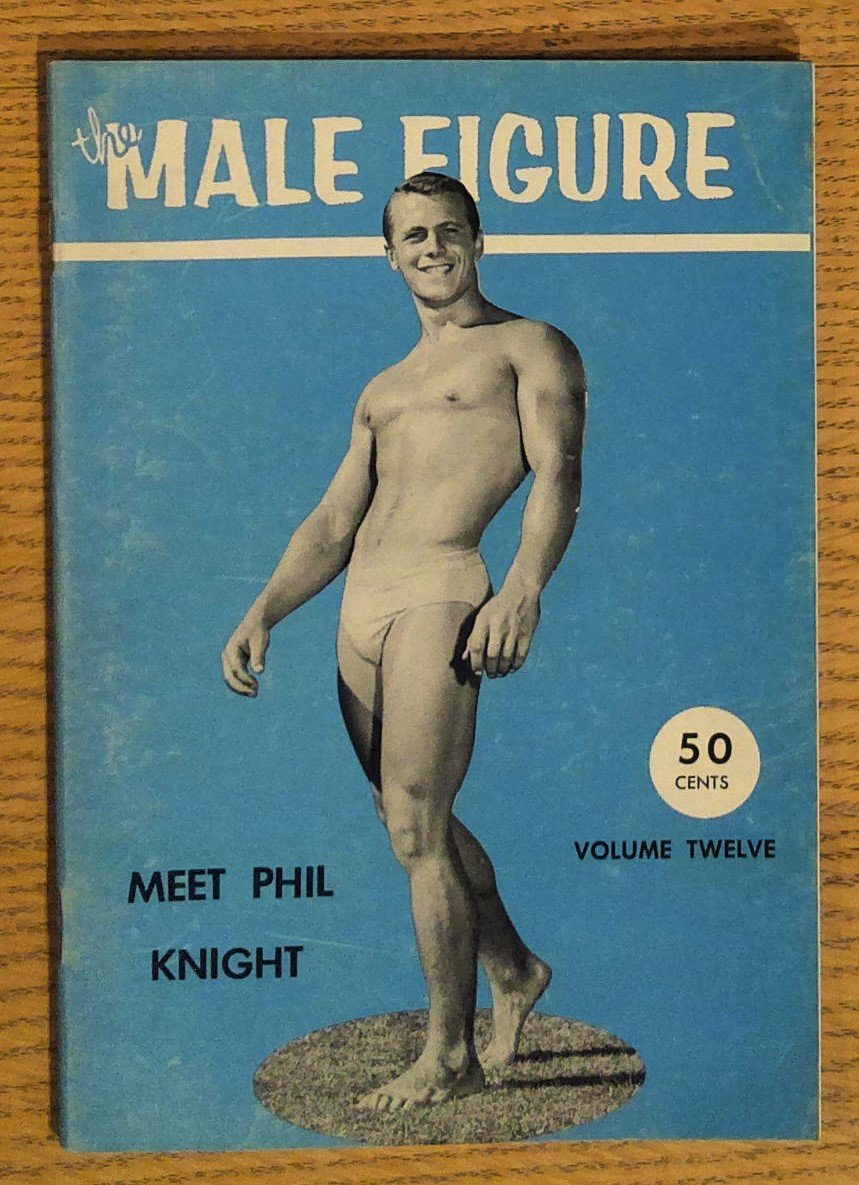 the MALE FIGURE
50
CENTS
VOLUME TWELVE
MEET PHIL
KNIGHT